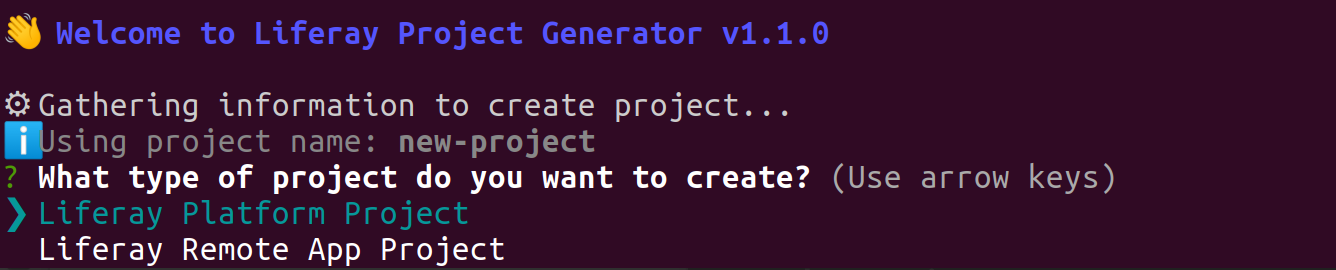 👋 Welcome to Liferay Project Generator v1.1.0
⚙ Gathering information to create project...
ℹ Using project name: new-project
? What type of project do you want to create? (Use arrow keys)
❯ Liferay Platform Project
Liferay Remote App Project